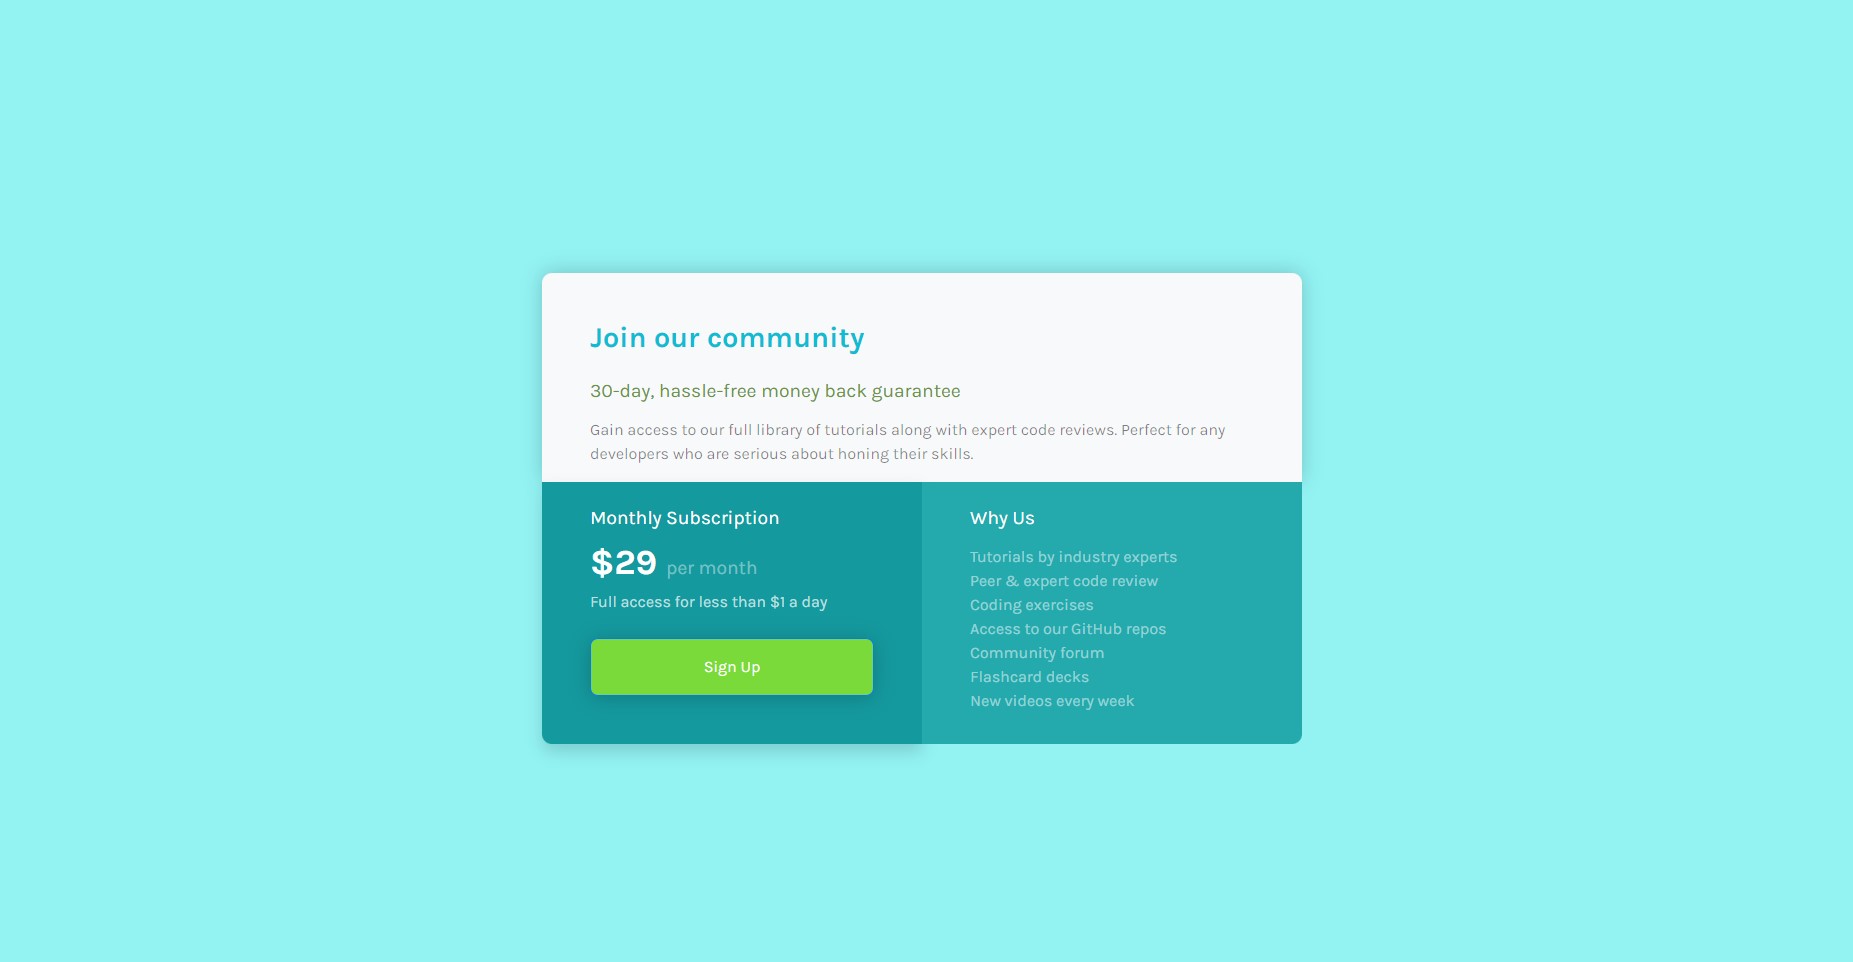 Join our community
30-day, hassle-free money back guarantee
Gain access to our full library of tutorials along with expert code reviews. Perfect for any
developers who are serious about honing their skills.
Monthly Subscription
$29 per month
Full access for less than $1 a day
Sign Up
Why Us
Tutorials by industry experts
Peer & expert code review
Coding exercises
Access to our GitHub repos
Community forum
Flashcard decks
New videos every week